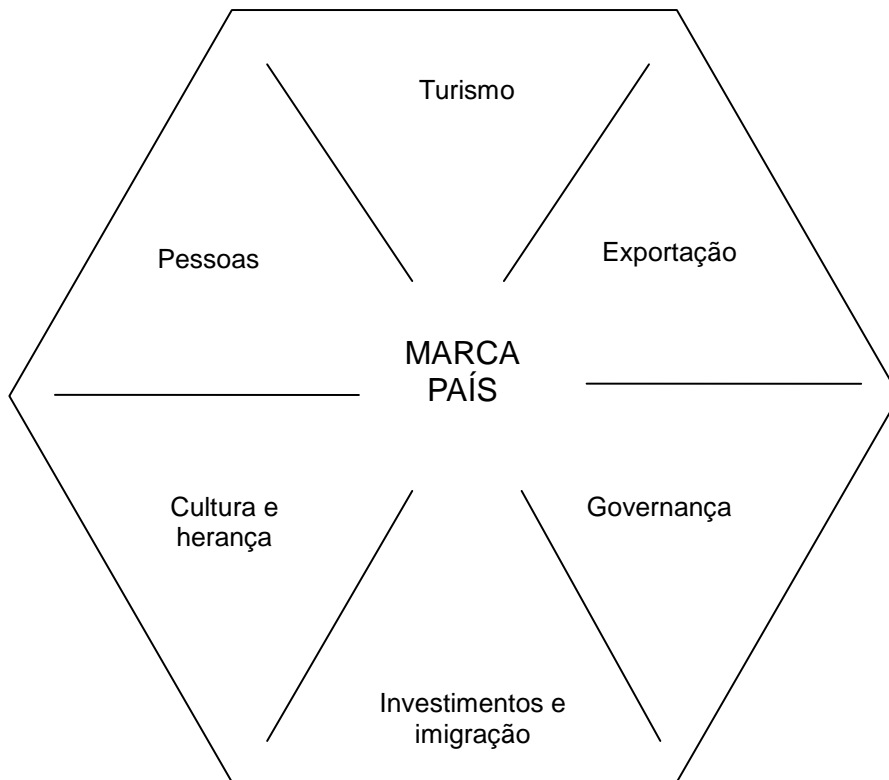 Turismo
Pessoas
Exportação
MARCA
PAÍS
Cultura e
herança
Governança
Investimentos e
imigração